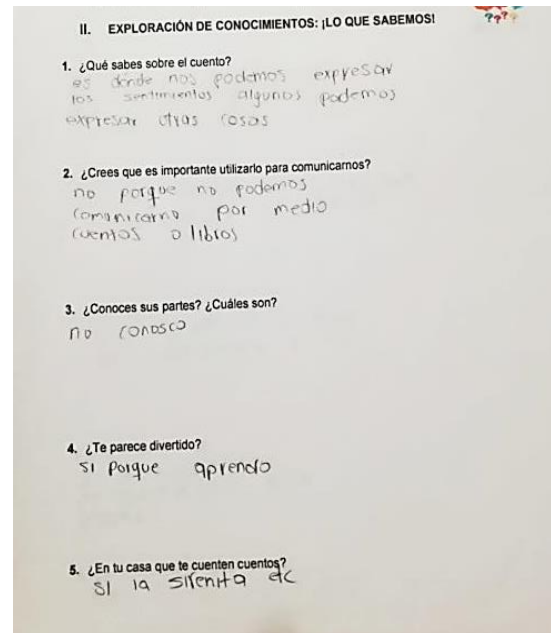 II. EXPLORACIÓN DE CONOCIMIENTOS: ¡LO QUE SABEMOS!
???
1. ¿Qué sabes sobre el cuento?
es donde nos podemos expresar
los sentimientos algunos podemos
expresar otras cosas
2. ¿Crees que es importante utilizarlo para comunicarnos?
no porque no podemos
comunicarno por medio
cuentos o libros
3. ¿Conoces sus partes? ¿Cuáles son?
no conosco
4. ¿Te parece divertido?
si porque aprendo
5. ¿En tu casa que te cuenten cuentos?
si la sirenita etc